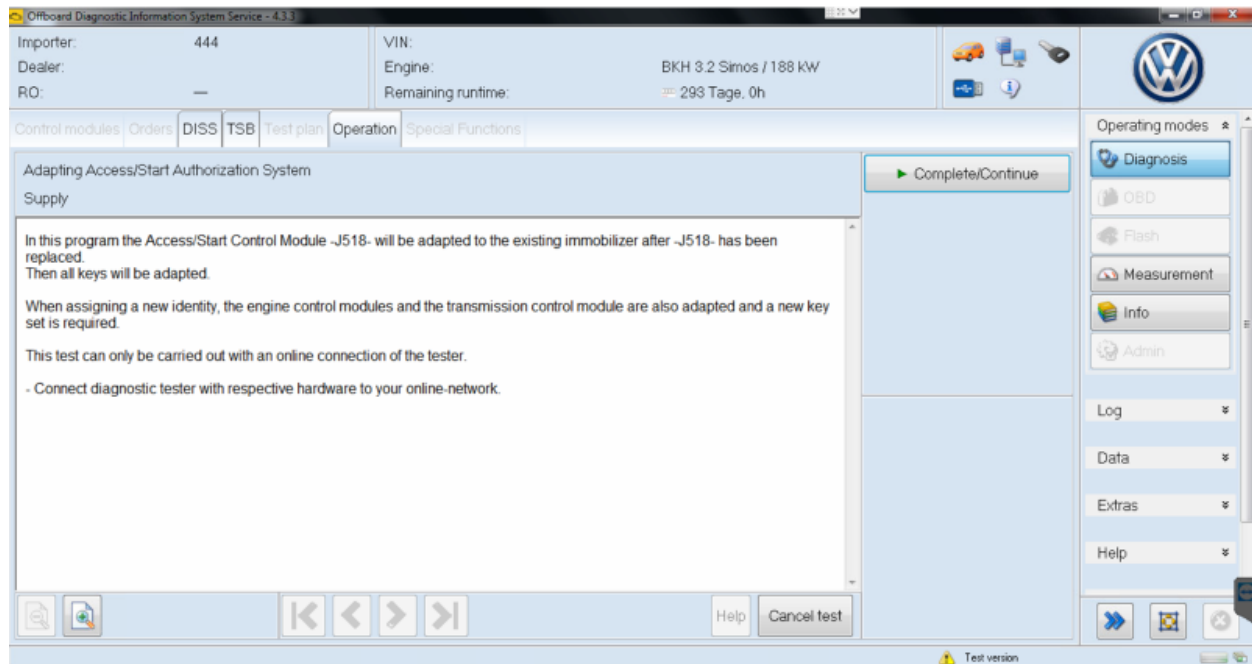 Offboard Diagnostic Information System Service - 4.3.3
Importer: 444
Dealer:
RO: —
VIN:
Engine: BKH 3.2 Simos / 188 kW
Remaining runtime: 293 Tage, 0h
Control modules Orders DISS TSB Test plan Operation Special Functions
Adapting Access/Start Authorization System
Supply
In this program the Access/Start Control Module -J518- will be adapted to the existing immobilizer after -J518- has been
replaced.
Then all keys will be adapted.
When assigning a new identity, the engine control modules and the transmission control module are also adapted and a new key
set is required.
This test can only be carried out with an online connection of the tester.
- Connect diagnostic tester with respective hardware to your online-network.
Help
Cancel test
Complete/Continue
Operating modes
Diagnosis
OBD
Flash
Measurement
Info
Admin
Log
Data
Extras
Help
Test version